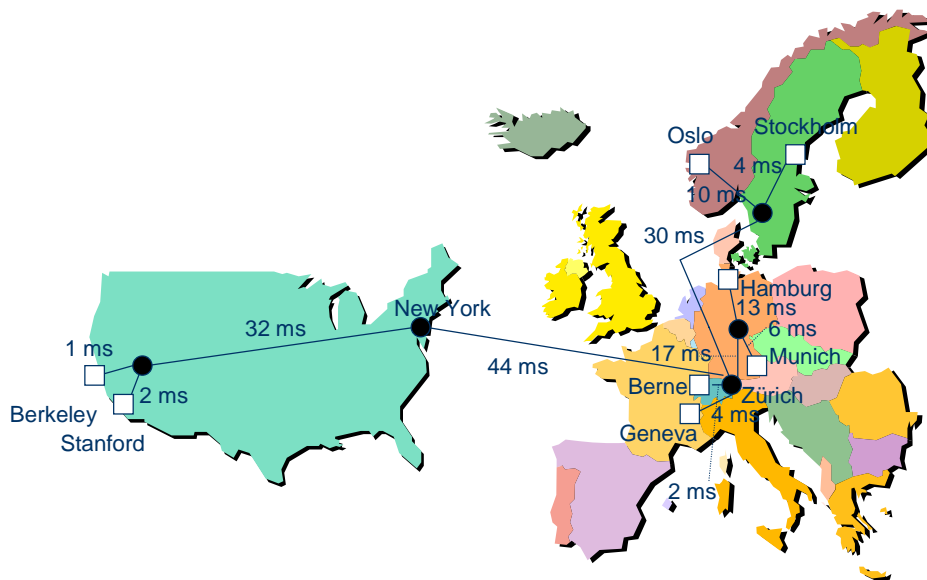 Oslo
Stockholm
4 ms
10 ms
30 ms
Hamburg
13 ms
New York
32 ms
6 ms
1 ms
17 ms
Munich
44 ms
2 ms
Berne
Zürich
Berkeley
4 ms
Geneva
Stanford
2 ms